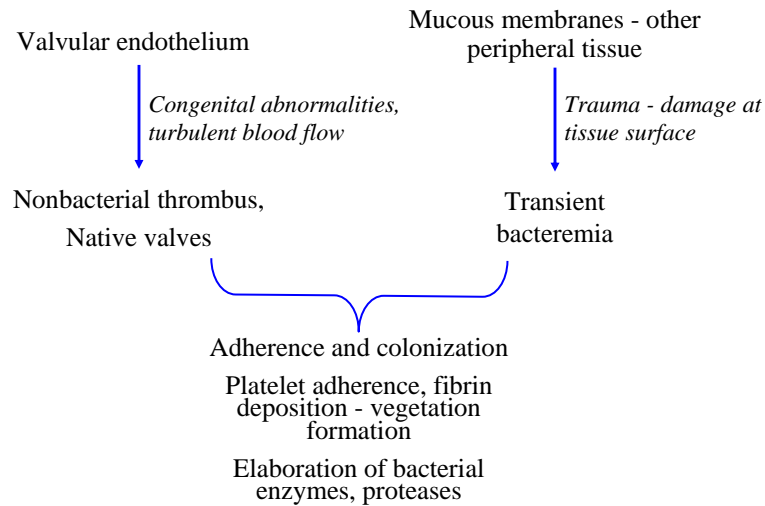 Valvular endothelium
Mucous membranes - other
peripheral tissue
Congenital abnormalities,
turbulent blood flow
Trauma - damage at
tissue surface
Nonbacterial thrombus,
Native valves
Transient
bacteremia
Adherence and colonization
Platelet adherence, fibrin
deposition - vegetation
formation
Elaboration of bacterial
enzymes, proteases